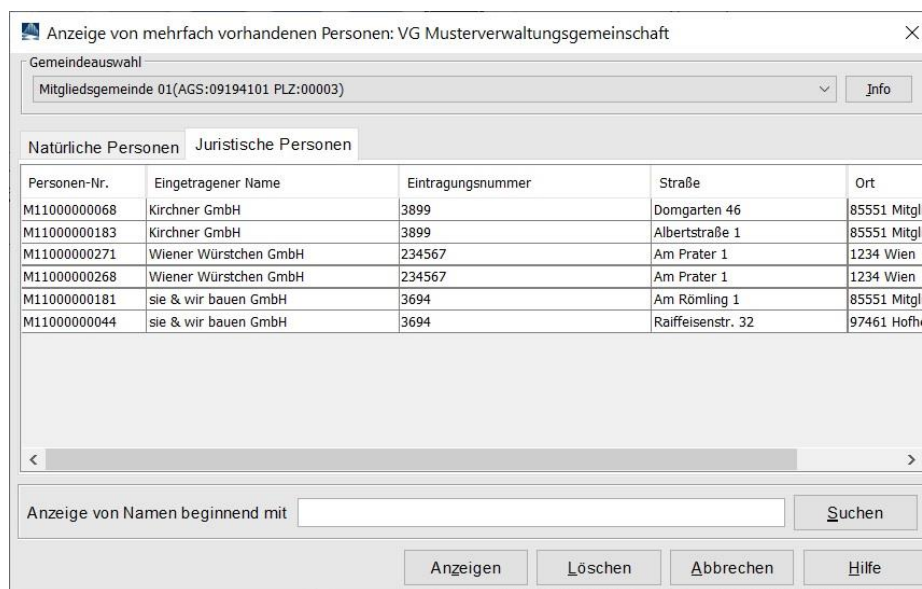 Anzeige von mehrfach vorhandenen Personen: VG Musterverwaltungsgemeinschaft
Gemeindeauswahl
Mitgliedsgemeinde 01(AGS:09194101 PLZ:00003) Info
Natürliche Personen Juristische Personen
Personen-Nr. Eingetragener Name Eintragungsnummer Straße Ort
M11000000068 Kirchner GmbH 3899 Domgarten 46 85551 Mitgl
M11000000183 Kirchner GmbH 3899 Albertstraße 1 85551 Mitgl
M11000000271 Wiener Würstchen GmbH 234567 Am Prater 1 1234 Wien
M11000000268 Wiener Würstchen GmbH 234567 Am Prater 1 1234 Wien
M11000000181 sie & wir bauen GmbH 3694 Am Römling 1 85551 Mitgl
M11000000044 sie & wir bauen GmbH 3694 Raiffeisenstr. 32 97461 Hofh
Anzeige von Namen beginnend mit Suchen
Anzeigen Löschen Abbrechen Hilfe